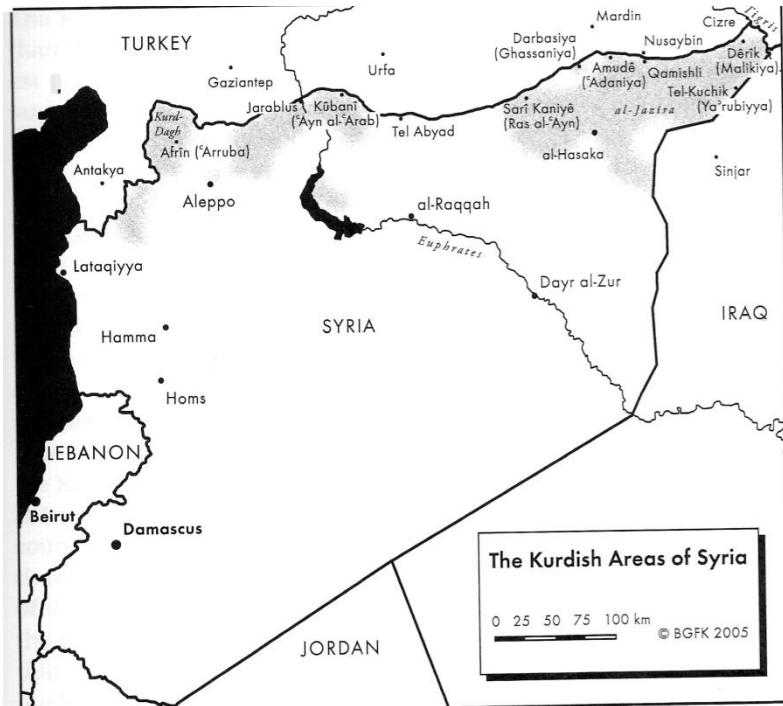 TURKEY
Mardin
Cizre
Tigris
Darbasiya
(Ghassaniya)
Nusaybin
Dêrik
(Malikiya)
Gaziantep
Urfa
Amudê
(ʿAdaniya)
Qamishli
Tel-Kuchik
(Yaʾrubiyya)
Jarablus
Kūbanî
(ʿAyn al-ʿArab)
Sarî Kaniyê
(Ras al-ʿAyn)
al-Jazira
Kurd-
Dagh
Afrîn (ʿArruba)
Tel Abyad
al-Hasaka
Antakya
Sinjar
Aleppo
al-Raqqah
Euphrates
Lataqiyya
Dayr al-Zur
SYRIA
IRAQ
Hamma
Homs
LEBANON
Beirut
Damascus
JORDAN
The Kurdish Areas of Syria
0 25 50 75 100 km
© BGFK 2005